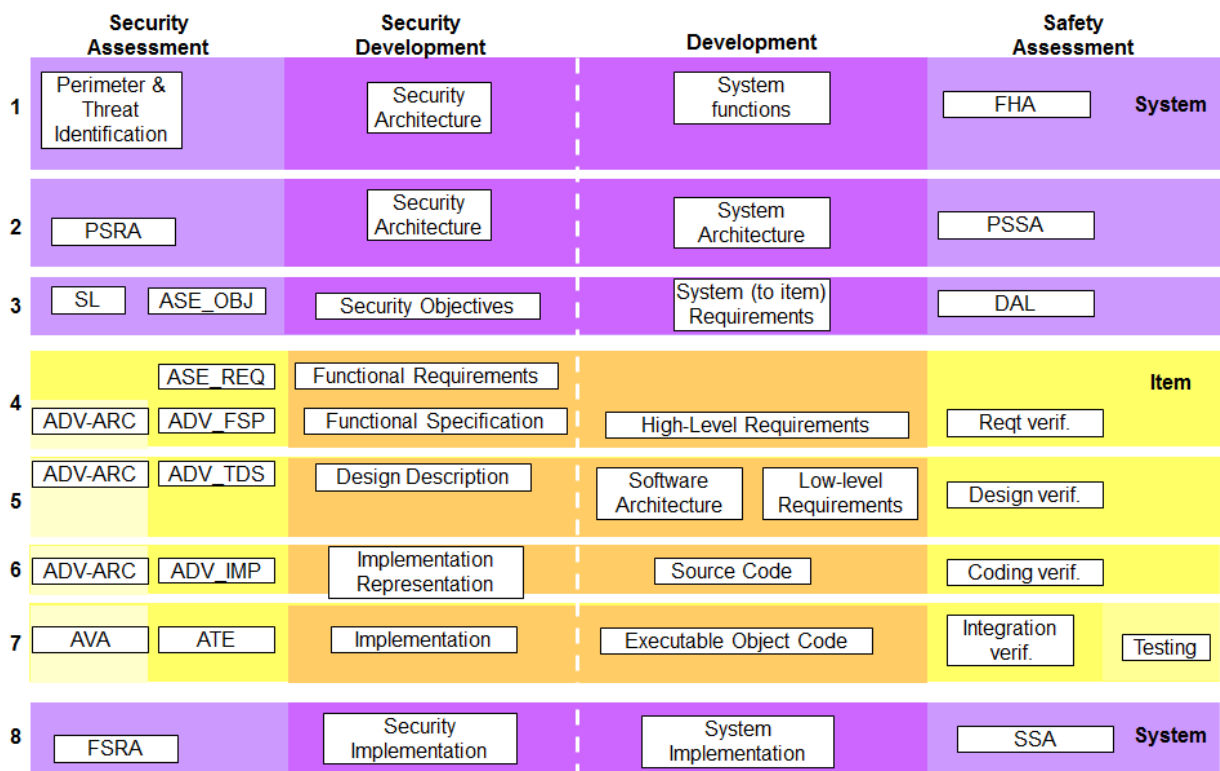 Security
Assessment
Security
Development
Development
Safety
Assessment
1
Perimeter &
Threat
Identification
Security
Architecture
System
functions
FHA
System
2
PSRA
Security
Architecture
System
Architecture
PSSA
3
SL
ASE_OBJ
Security Objectives
System (to item)
Requirements
DAL
4
ASE_REQ
Functional Requirements
Item
ADV-ARC
ADV_FSP
Functional Specification
High-Level Requirements
Reqt verif.
5
ADV-ARC
ADV_TDS
Design Description
Software
Architecture
Low-level
Requirements
Design verif.
6
ADV-ARC
ADV_IMP
Implementation
Representation
Source Code
Coding verif.
7
AVA
ATE
Implementation
Executable Object Code
Integration
verif.
Testing
8
FSRA
Security
Implementation
System
Implementation
SSA
System